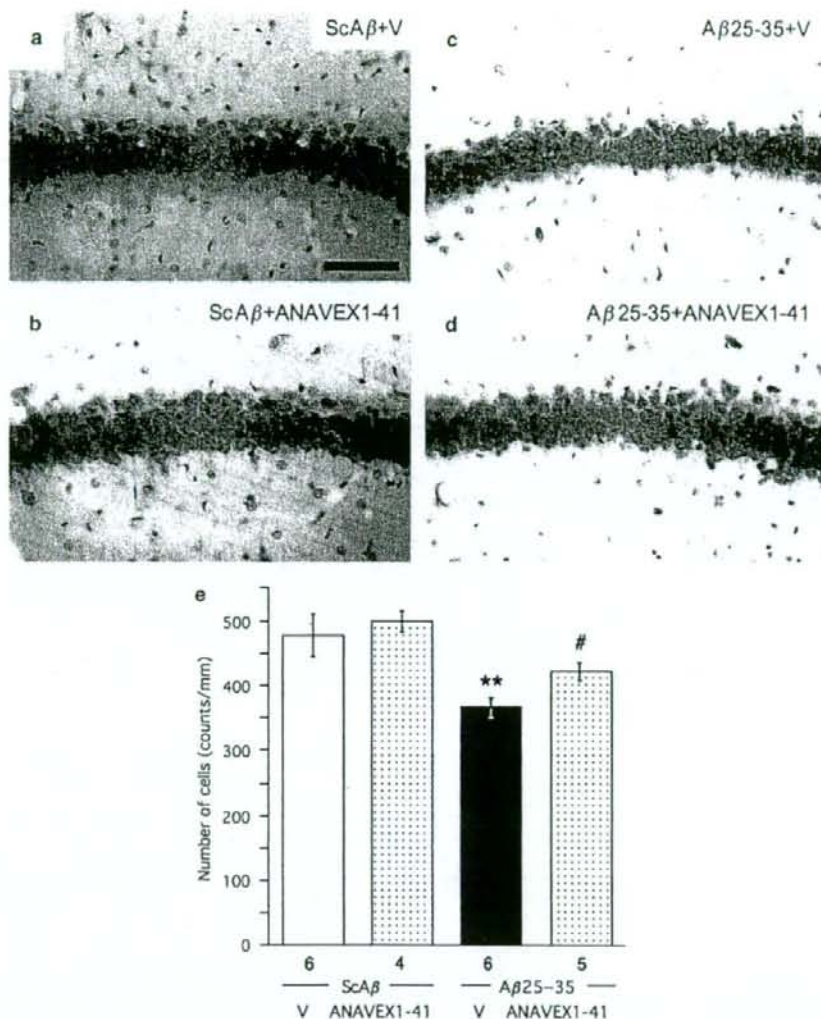 a
ScAβ+V
c
Aβ25-35+V
b
ScAβ+ANAVEX1-41
d
Aβ25-35+ANAVEX1-41
e
Number of cells (counts/mm)
500
400
300
200
100
0
**
#
6 4 6 5
ScAβ Aβ25-35
V ANAVEX1-41 V ANAVEX1-41